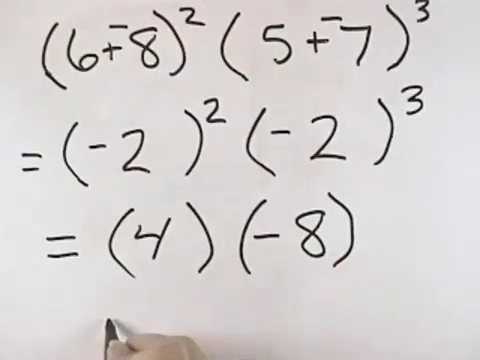 (6+⁻8)² (5+⁻7)³
= (-2)² (-2)³
= (4) (-8)